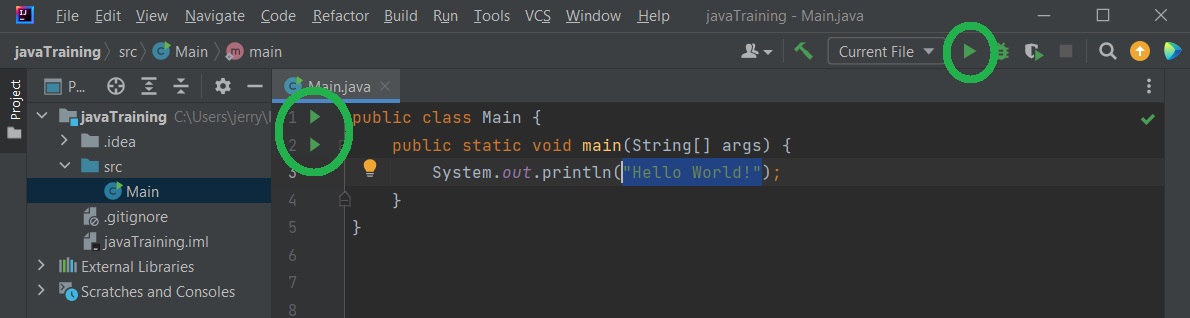 IJ File Edit View Navigate Code Refactor Build Run Tools VCS Window Help javaTraining - Main.java
javaTraining src Main main Current File
Project
P... Main.java
javaTraining C:\Users\jerry\
.idea
src
Main
.gitignore
javaTraining.iml
External Libraries
Scratches and Consoles
1 public class Main {
2 public static void main(String[] args) {
3 System.out.println("Hello World!");
4 }
5 }
6
7
8